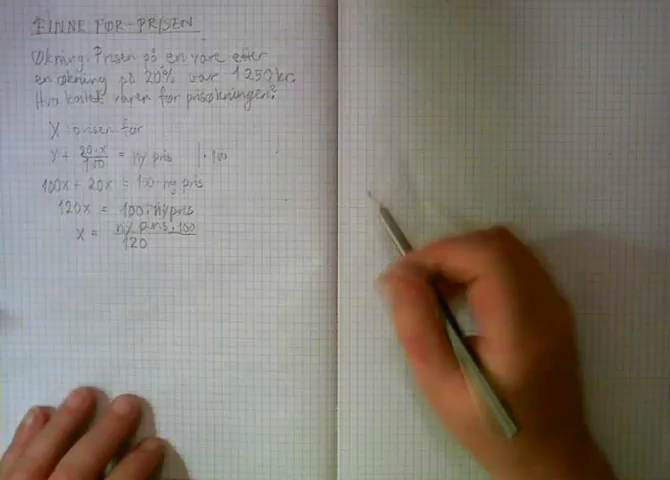 FINNE FØR-PRISEN
Økning: Prisen på en vare etter
en økning på 20% var 1250 kr.
Hva kostet varen før prisøkningen?
X: prisen før
X + 20·x/100 = ny pris | · 100
100x + 20x = 100 · ny pris
120x = 100 · ny pris
x = ny pris · 100 / 120